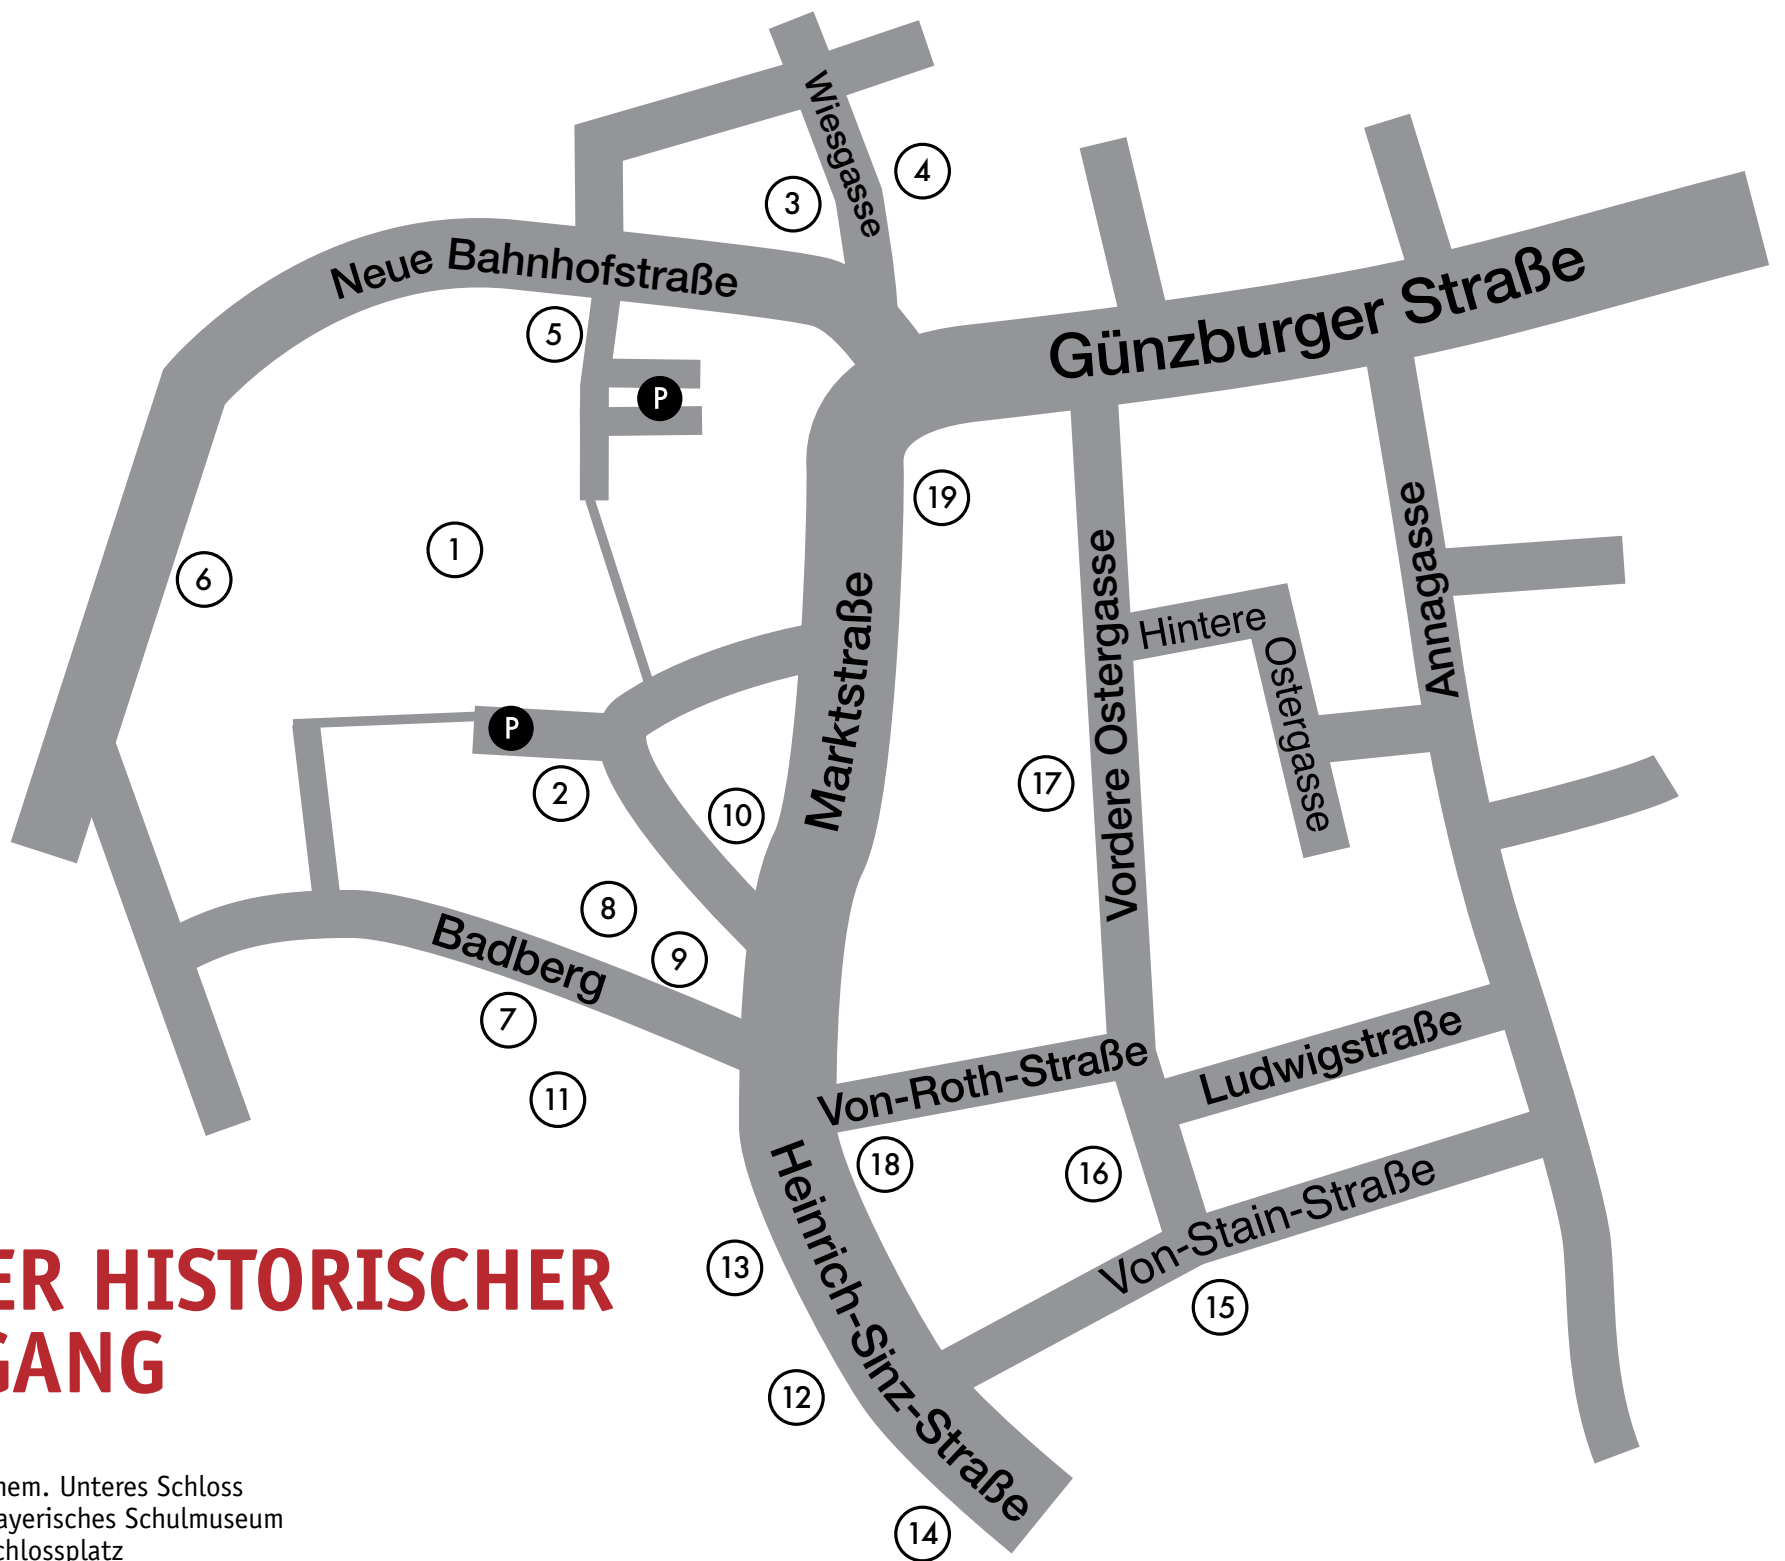 Wiesgasse
4
3
Neue Bahnhofstraße
Günzburger Straße
5
P
19
1
6
Marktstraße
Vordere Ostergasse
Annagasse
Hintere
Ostergasse
P
2
10
17
8
9
Badberg
7
11
Von-Roth-Straße
Ludwigstraße
18
16
Von-Stain-Straße
13
Heinrich-Sinz-Straße
15
12
14
ER HISTORISCHER
GANG
hem. Unteres Schloss
ayerisches Schulmuseum
chlossplatz